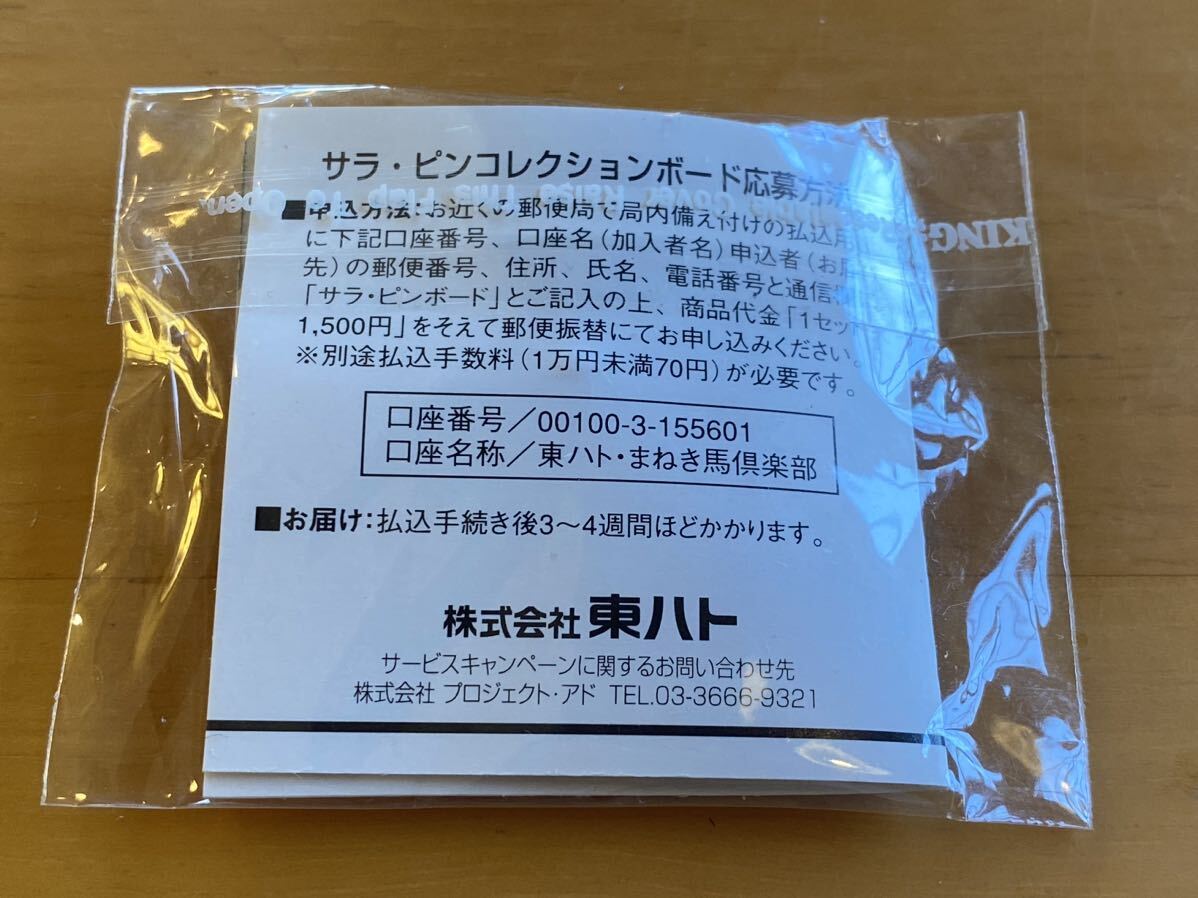 サラ・ピンコレクションボード応募方法
■申込方法:お近くの郵便局で局内備え付けの払込用
に下記口座番号、口座名(加入者名)申込者(お届
先)の郵便番号、住所、氏名、電話番号と通信
「サラ・ピンボード」とご記入の上、商品代金「1セッ
1,500円」をそえて郵便振替にてお申し込みください。
※別途払込手数料(1万円未満70円)が必要です。
口座番号/00100-3-155601
口座名称/東ハト・まねき馬倶楽部
■お届け:払込手続き後3〜4週間ほどかかります。
株式会社 東ハト
サービスキャンペーンに関するお問い合わせ先
株式会社 プロジェクト・アド TEL.03-3666-9321
KING
Cover Raise This Flap To Open.